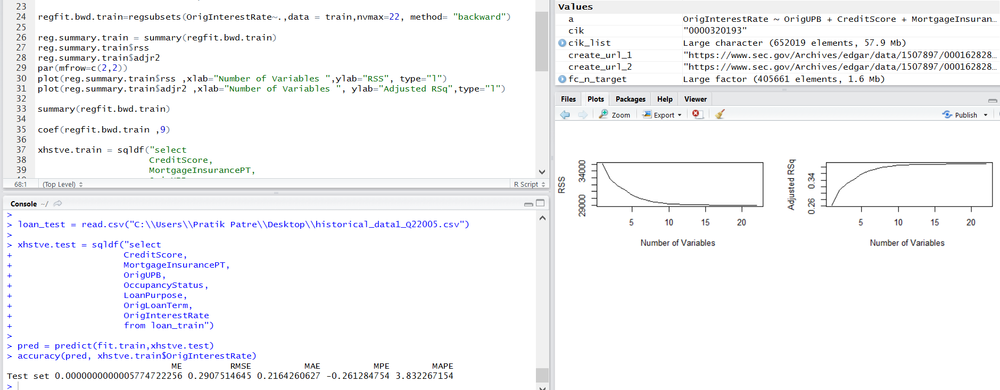 23
24 regfit.bwd.train=regsubsets(OrigInterestRate~.,data = train,nvmax=22, method= "backward")
25
26 reg.summary.train = summary(regfit.bwd.train)
27 reg.summary.train$rss
28 reg.summary.train$adjr2
29 par(mfrow=c(2,2))
30 plot(reg.summary.train$rss ,xlab="Number of Variables ",ylab="RSS", type="l")
31 plot(reg.summary.train$adjr2 ,xlab="Number of Variables ", ylab="Adjusted RSq",type="l")
32
33 summary(regfit.bwd.train)
34
35 coef(regfit.bwd.train ,9)
36
37 xhstve.train = sqldf("select
38 CreditScore,
39 MortgageInsurancePT,
68:1 (Top Level) R Script
Console ~/
>
> loan_test = read.csv("C:\\Users\\Pratik Patre\\Desktop\\historical_data1_Q22005.csv")
>
> xhstve.test = sqldf("select
+ CreditScore,
+ MortgageInsurancePT,
+ OrigUPB,
+ OccupancyStatus,
+ LoanPurpose,
+ OrigLoanTerm,
+ OrigInterestRate
+ from loan_train")
>
> pred = predict(fit.train,xhstve.test)
> accuracy(pred, xhstve.train$OrigInterestRate)
ME RMSE MAE MPE MAPE
Test set 0.0000000000005774722256 0.2907514645 0.2164260627 -0.261284754 3.832267154
>
Values
a OrigInterestRate ~ OrigUPB + CreditScore + MortgageInsuran…
cik "0000320193"
cik_list Large character (652019 elements, 57.9 Mb)
create_url_1 "https://www.sec.gov/Archives/edgar/data/1507897/000162828…
create_url_2 "https://www.sec.gov/Archives/edgar/data/1507897/000162828…
fc_n_target Large factor (405661 elements, 1.6 Mb)
Files Plots Packages Help Viewer
Zoom Export Publish
RSS
29000 34000
5 10 15 20
Number of Variables
Adjusted RSq
0.26 0.34
5 10 15 20
Number of Variables